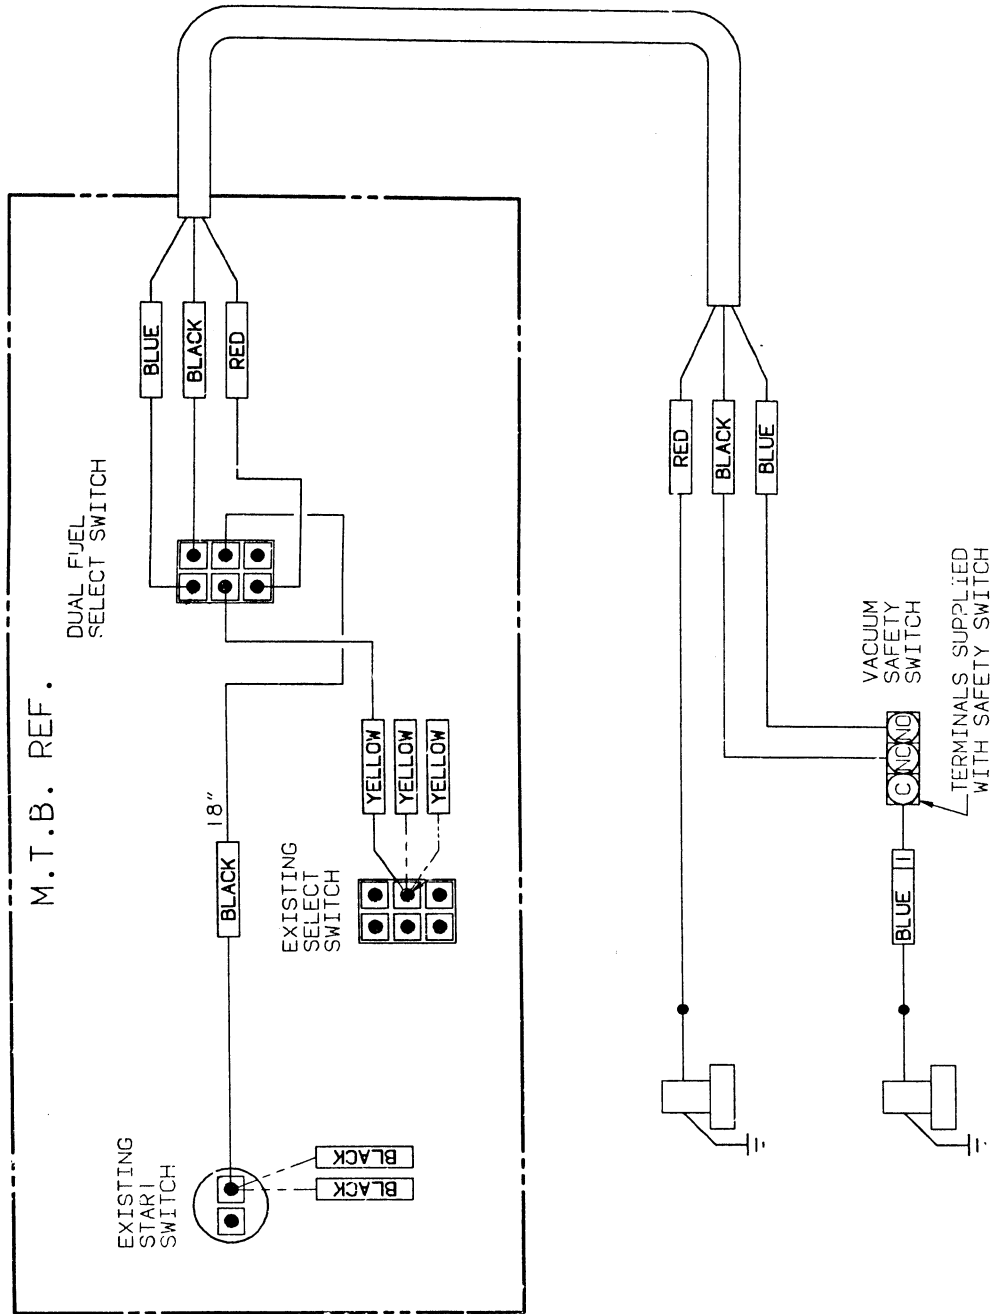 M.T.B. REF.
DUAL FUEL
SELECT SWITCH
BLUE
BLACK
RED
18"
BLACK
YELLOW
YELLOW
YELLOW
EXISTING
SELECT
SWITCH
EXISTING
START
SWITCH
BLACK
BLACK
RED
BLACK
BLUE
VACUUM
SAFETY
SWITCH
C NC NO
TERMINALS SUPPLIED
WITH SAFETY SWITCH
BLUE